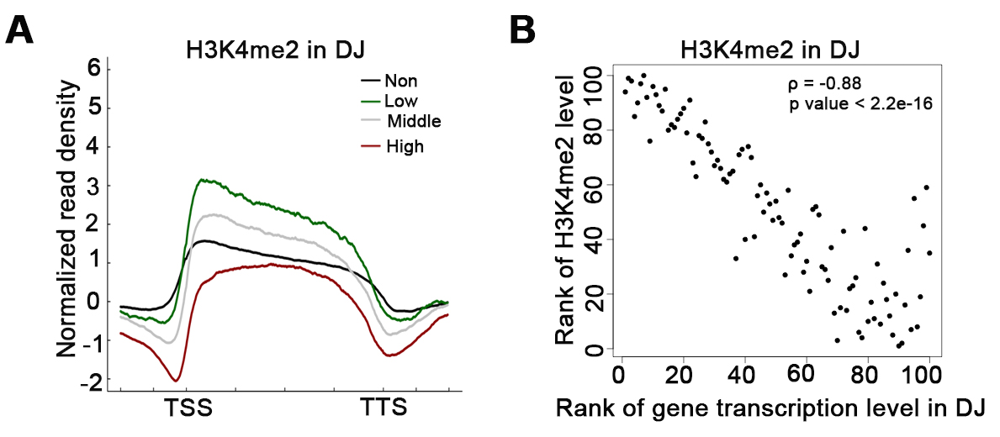 A
H3K4me2 in DJ
Normalized read density
6
5
4
3
2
1
0
-1
-2
Non
Low
Middle
High
TSS
TTS
B
H3K4me2 in DJ
ρ = -0.88
p value < 2.2e-16
Rank of H3K4me2 level
100
80
60
40
20
0
0 20 40 60 80 100
Rank of gene transcription level in DJ